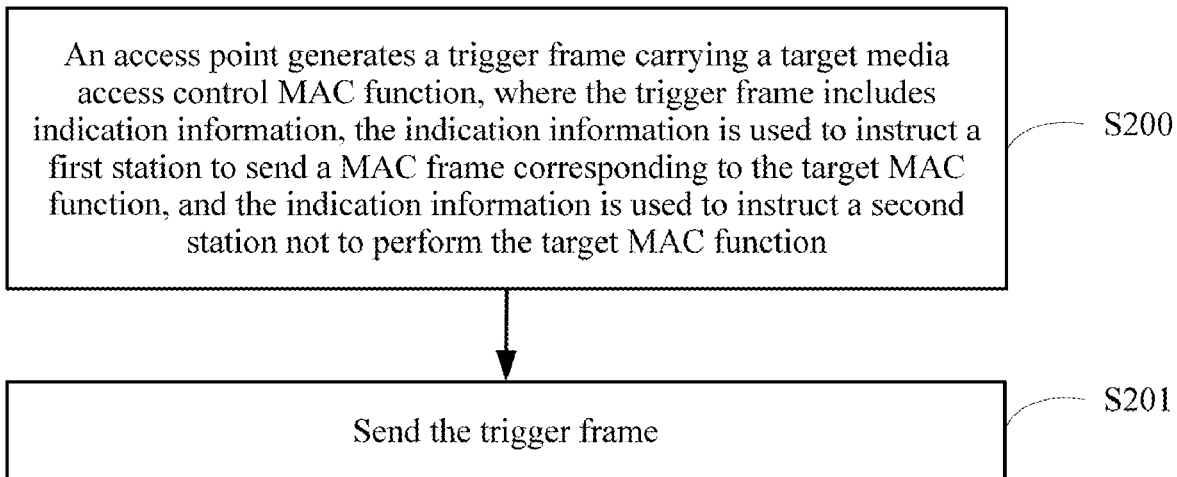 An access point generates a trigger frame carrying a target media
access control MAC function, where the trigger frame includes
indication information, the indication information is used to instruct a
first station to send a MAC frame corresponding to the target MAC
function, and the indication information is used to instruct a second
station not to perform the target MAC function
S200
Send the trigger frame
S201